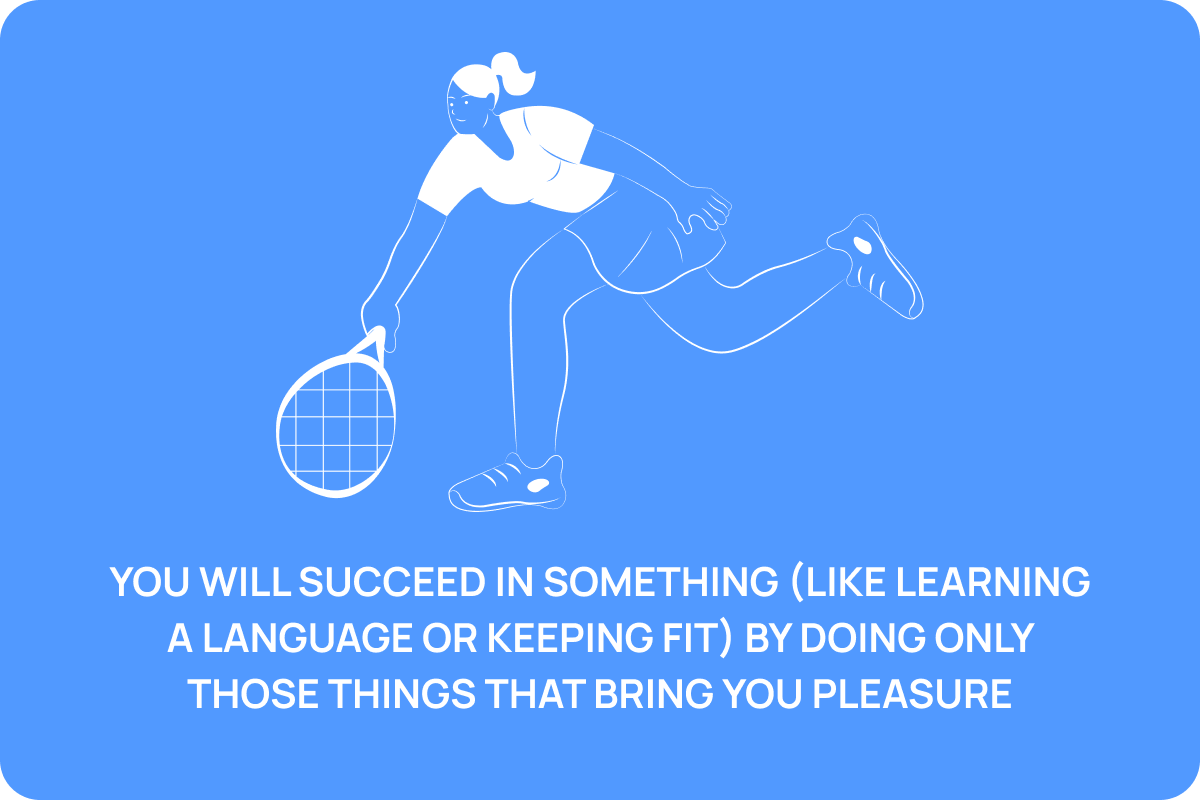 YOU WILL SUCCEED IN SOMETHING (LIKE LEARNING
A LANGUAGE OR KEEPING FIT) BY DOING ONLY
THOSE THINGS THAT BRING YOU PLEASURE